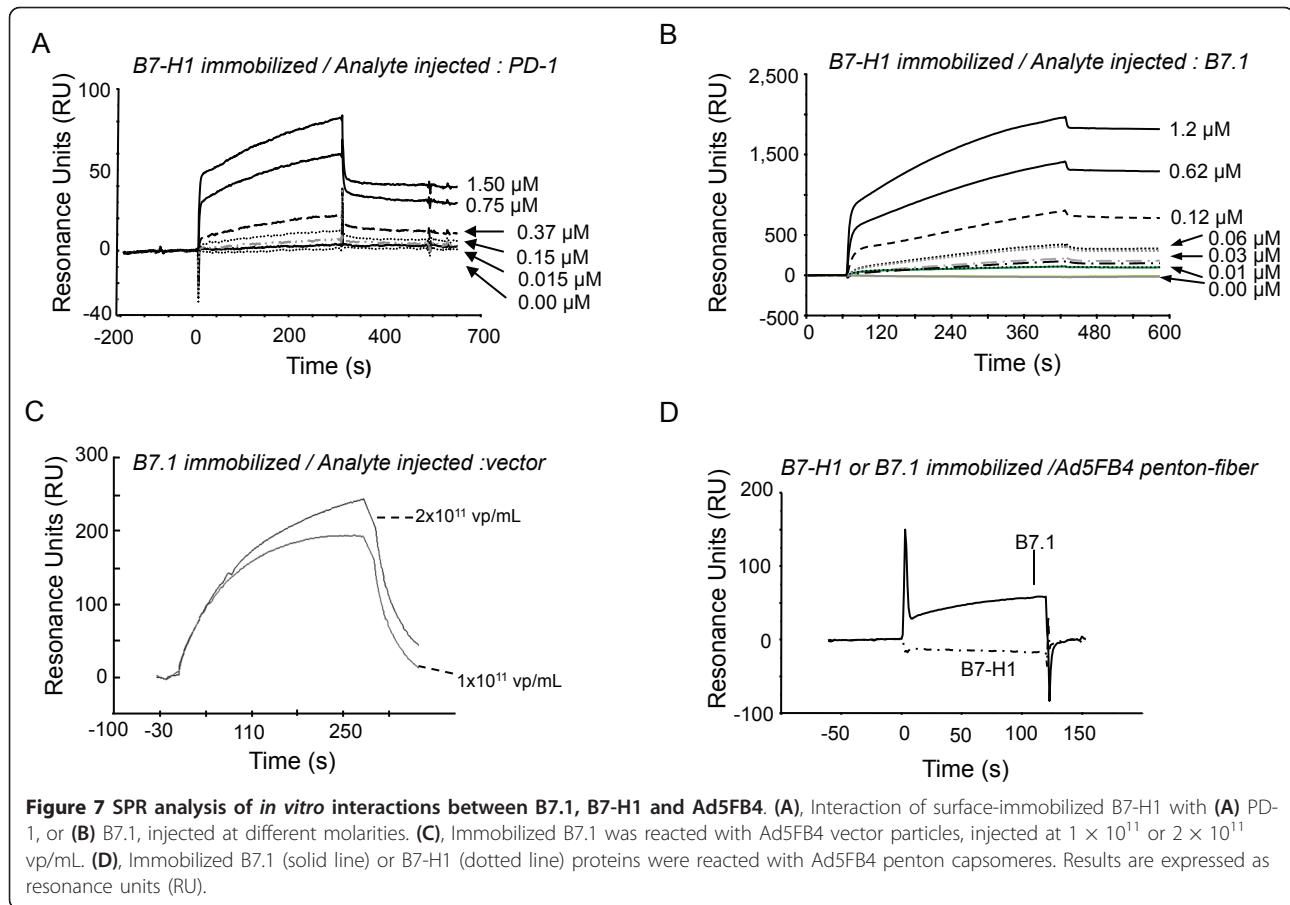 A
B7-H1 immobilized / Analyte injected : PD-1
Resonance Units (RU)
100
50
0
-40
-200
0
200
400
700
Time (s)
1.50 µM
0.75 µM
0.37 µM
0.15 µM
0.015 µM
0.00 µM
B
B7-H1 immobilized / Analyte injected : B7.1
Resonance Units (RU)
2,500
1,500
500
0
-500
0
120
240
360
480
600
Time (s)
1.2 µM
0.62 µM
0.12 µM
0.06 µM
0.03 µM
0.01 µM
0.00 µM
C
B7.1 immobilized / Analyte injected :vector
Resonance Units (RU)
300
200
100
0
-100
-30
110
250
Time (s)
2x10¹¹ vp/mL
1x10¹¹ vp/mL
D
B7-H1 or B7.1 immobilized /Ad5FB4 penton-fiber
Resonance Units (RU)
200
100
0
-100
-50
0
50
100
150
Time (s)
B7.1
B7-H1
Figure 7 SPR analysis of in vitro interactions between B7.1, B7-H1 and Ad5FB4. (A), Interaction of surface-immobilized B7-H1 with (A) PD-
1, or (B) B7.1, injected at different molarities. (C), Immobilized B7.1 was reacted with Ad5FB4 vector particles, injected at 1 × 10¹¹ or 2 × 10¹¹
vp/mL. (D), Immobilized B7.1 (solid line) or B7-H1 (dotted line) proteins were reacted with Ad5FB4 penton capsomeres. Results are expressed as
resonance units (RU).